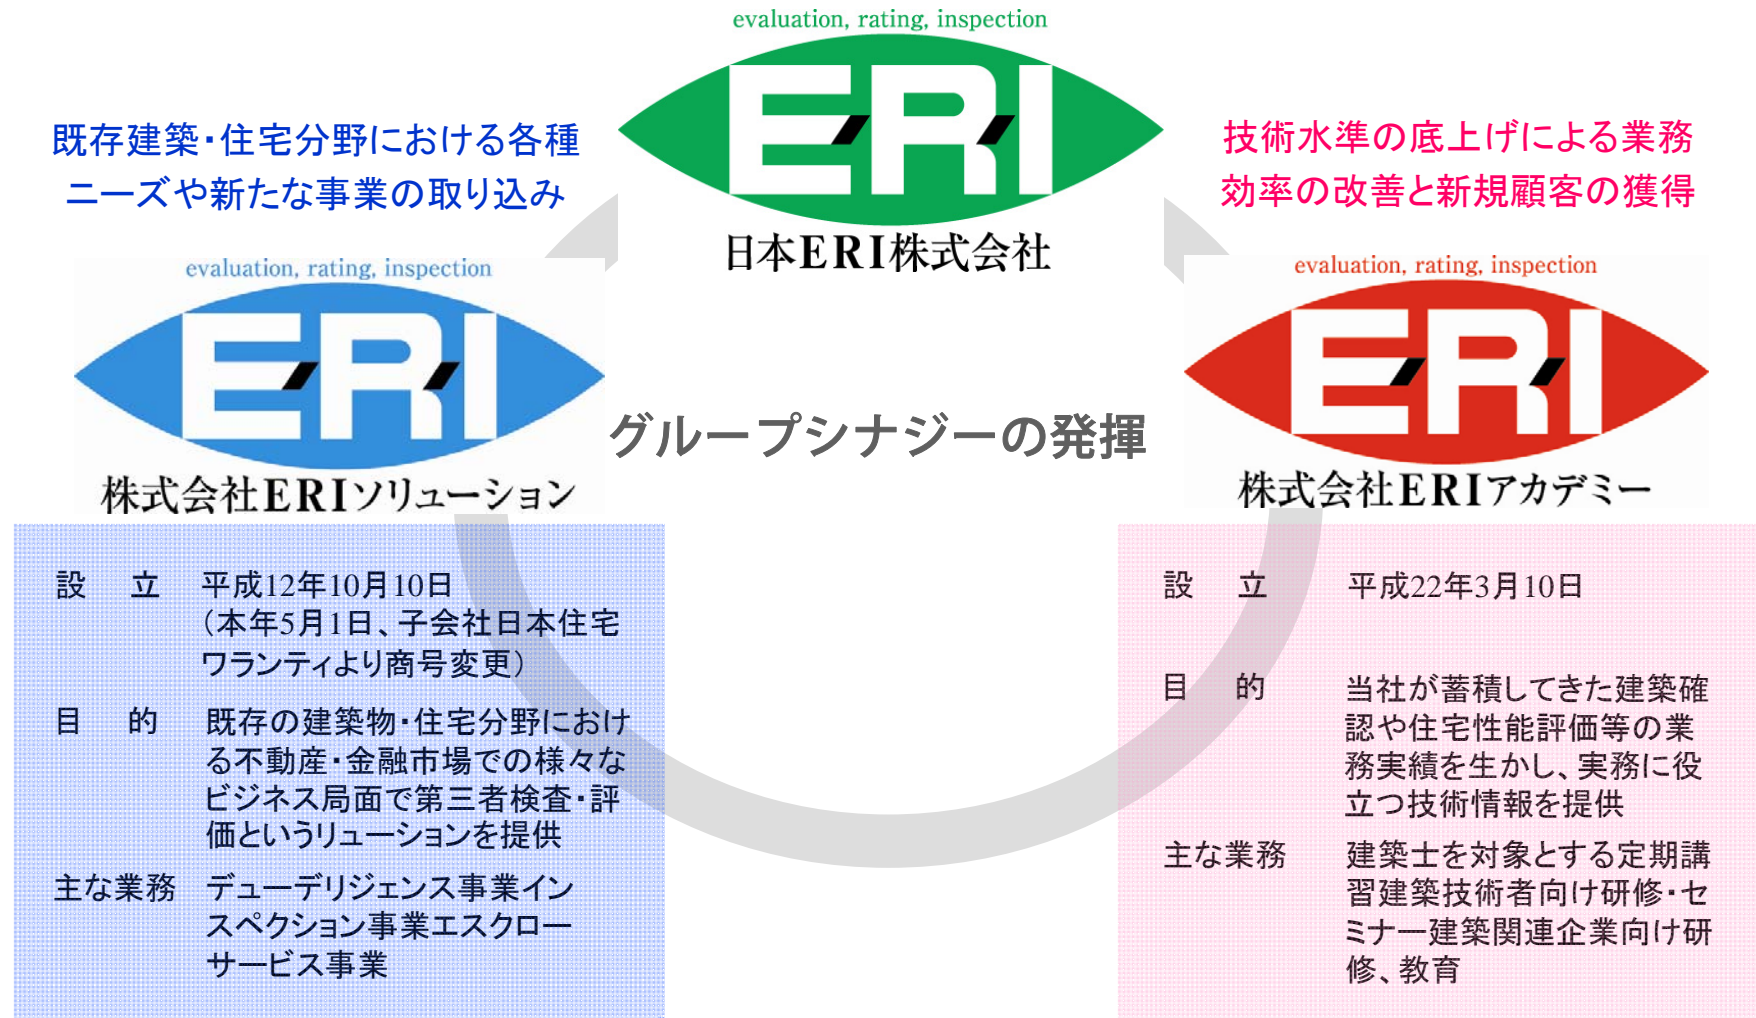 evaluation, rating, inspection
ERI
日本ERI株式会社
既存建築・住宅分野における各種
ニーズや新たな事業の取り込み
技術水準の底上げによる業務
効率の改善と新規顧客の獲得
evaluation, rating, inspection
ERI
株式会社ERIソリューション
グループシナジーの発揮
evaluation, rating, inspection
ERI
株式会社ERIアカデミー
設 立 平成12年10月10日
（本年5月1日、子会社日本住宅
ワランティより商号変更）
目 的 既存の建築物・住宅分野におけ
る不動産・金融市場での様々な
ビジネス局面で第三者検査・評
価というリューションを提供
主な業務 デューデリジェンス事業イン
スペクション事業エスクロー
サービス事業
設 立 平成22年3月10日
目 的 当社が蓄積してきた建築確
認や住宅性能評価等の業
務実績を生かし、実務に役
立つ技術情報を提供
主な業務 建築士を対象とする定期講
習建築技術者向け研修・セ
ミナー建築関連企業向け研
修、教育